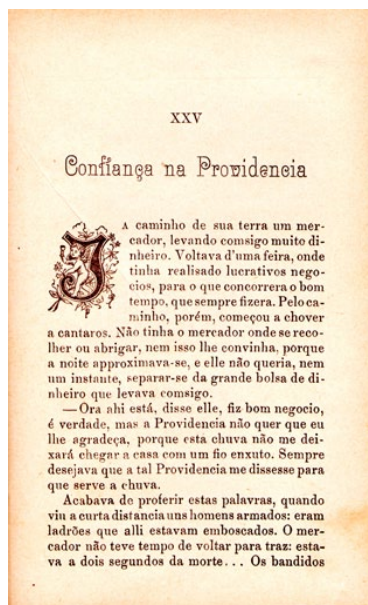 XXV
Confiança na Providencia
JA caminho de sua terra um mer-
cador, levando comsigo muito di-
nheiro. Voltava d'uma feira, onde
tinha realisado lucrativos nego-
cios, para o que concorrera o bom
tempo, que sempre fizera. Pelo ca-
minho, porém, começou a chover
a cantaros. Não tinha o mercador onde se reco-
lher ou abrigar, nem isso lhe convinha, porque
a noite approximava-se, e elle não queria, nem
um instante, separar-se da grande bolsa de di-
nheiro que levava comsigo.
—Ora ahi está, disse elle, fiz bom negocio,
é verdade, mas a Providencia não quer que eu
lhe agradeça, porque esta chuva não me dei-
xará chegar a casa com um fio enxuto. Sempre
desejava que a tal Providencia me dissesse para
que serve a chuva.
Acabava de proferir estas palavras, quando
viu a curta distancia uns homens armados: eram
ladrões que alli estavam emboscados. O mer-
cador não teve tempo de voltar para traz: esta-
va a dois segundos da morte... Os bandidos